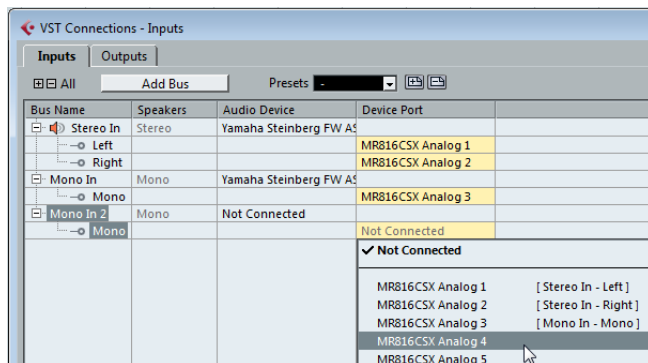 VST Connections - Inputs
Inputs Outputs
All Add Bus Presets -
Bus Name Speakers Audio Device Device Port
Stereo In Stereo Yamaha Steinberg FW AS
Left MR816CSX Analog 1
Right MR816CSX Analog 2
Mono In Mono Yamaha Steinberg FW AS
Mono MR816CSX Analog 3
Mono In 2 Mono Not Connected
Mono Not Connected
✓ Not Connected
MR816CSX Analog 1 [ Stereo In - Left ]
MR816CSX Analog 2 [ Stereo In - Right ]
MR816CSX Analog 3 [ Mono In - Mono ]
MR816CSX Analog 4
MR816CSX Analog 5